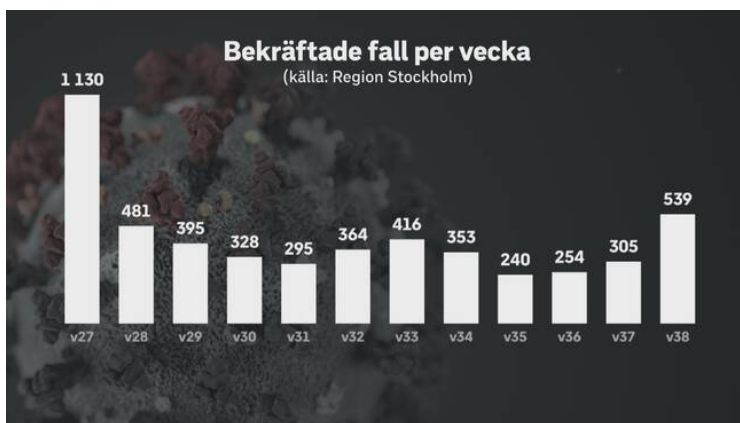 Bekräftade fall per vecka
(källa: Region Stockholm)
1 130
481
395
328
295
364
416
353
240
254
305
539
v27
v28
v29
v30
v31
v32
v33
v34
v35
v36
v37
v38